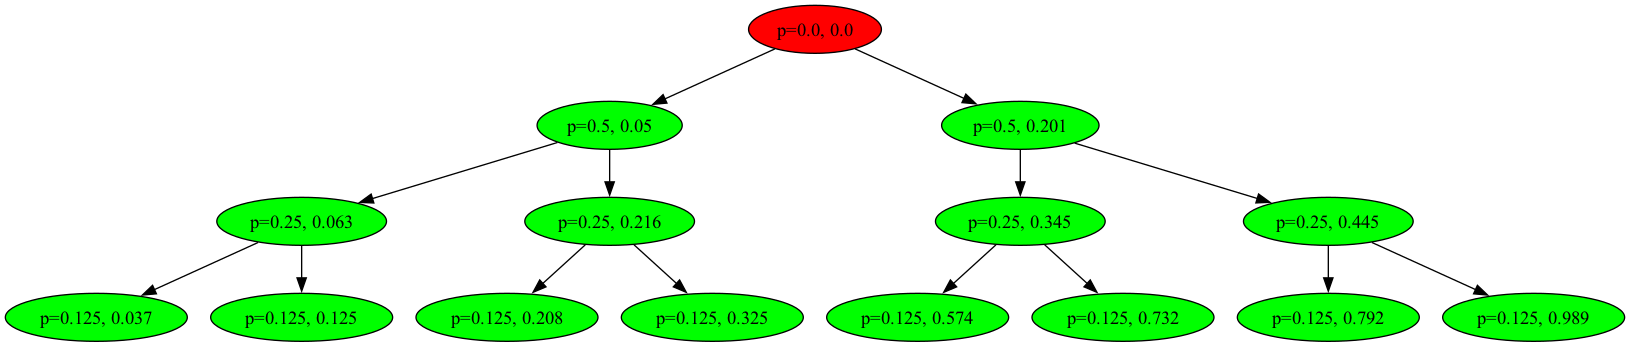 p=0.0, 0.0
p=0.5, 0.05
p=0.5, 0.201
p=0.25, 0.063
p=0.25, 0.216
p=0.25, 0.345
p=0.25, 0.445
p=0.125, 0.037
p=0.125, 0.125
p=0.125, 0.208
p=0.125, 0.325
p=0.125, 0.574
p=0.125, 0.732
p=0.125, 0.792
p=0.125, 0.989